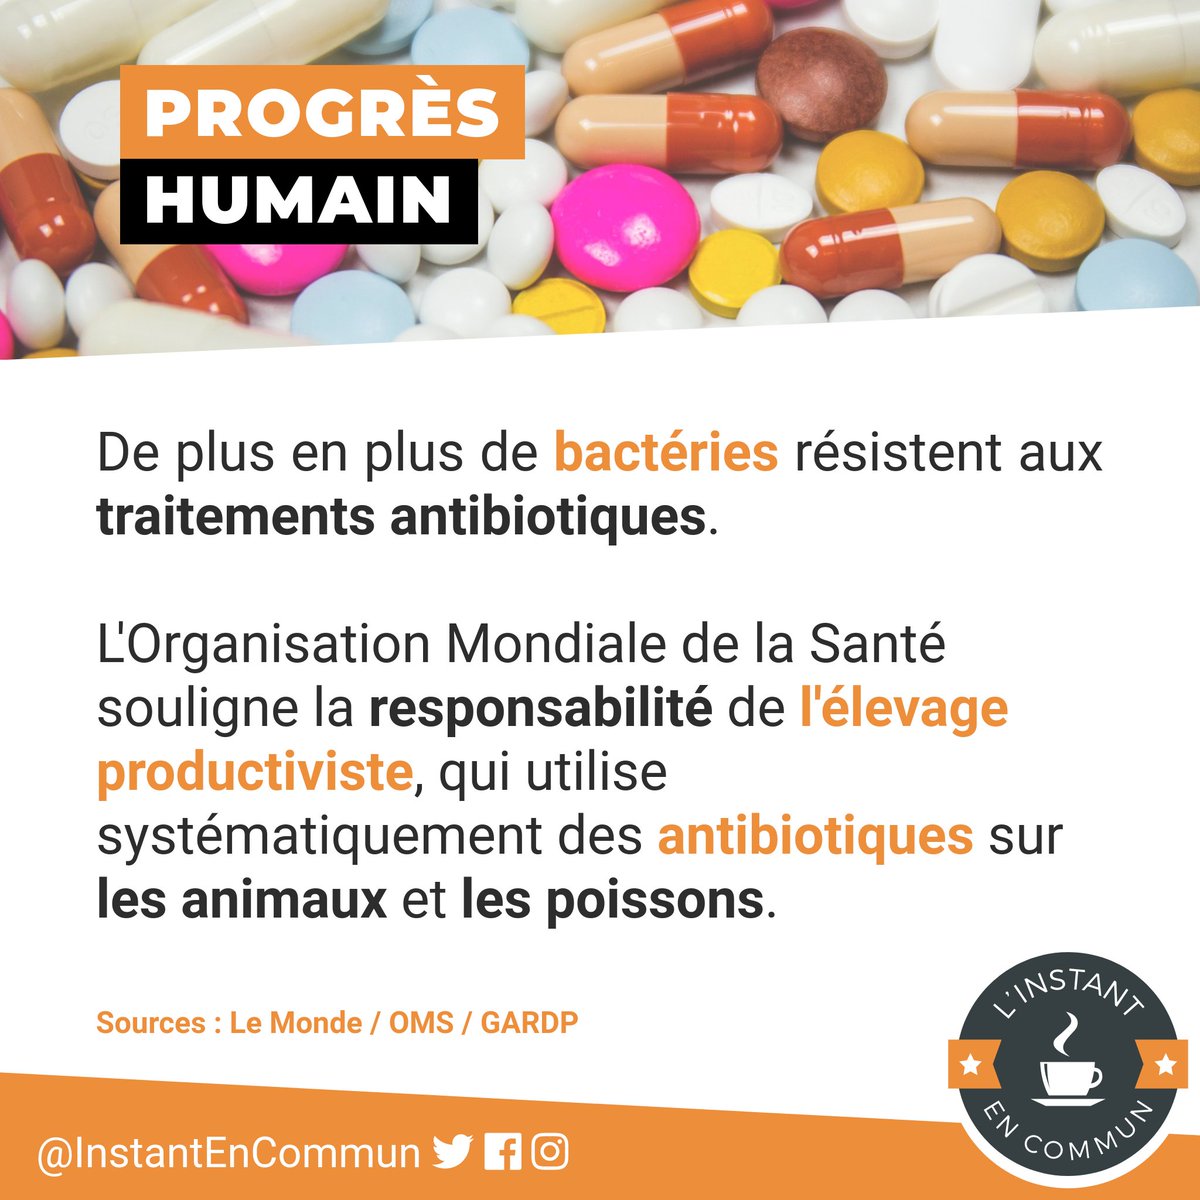 PROGRÈS
HUMAIN
De plus en plus de bactéries résistent aux
traitements antibiotiques.
L'Organisation Mondiale de la Santé
souligne la responsabilité de l'élevage
productiviste, qui utilise
systématiquement des antibiotiques sur
les animaux et les poissons.
Sources : Le Monde / OMS / GARDP
L'INSTANT
EN COMMUN
@InstantEnCommun